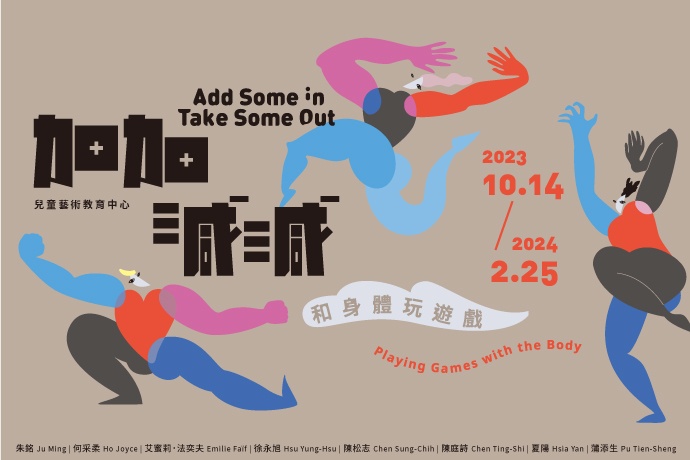 Add Some in
Take Some Out
加加
兒童藝術教育中心
減減
2023
10.14
2024
2.25
和身體玩遊戲
Playing Games with the Body
朱銘 Ju Ming | 何采柔 Ho Joyce | 艾蜜莉·法奕夫 Emilie Faïf | 徐永旭 Hsu Yung-Hsu | 陳松志 Chen Sung-Chih | 陳庭詩 Chen Ting-Shi | 夏陽 Hsia Yan | 蒲添生 Pu Tien-Sheng